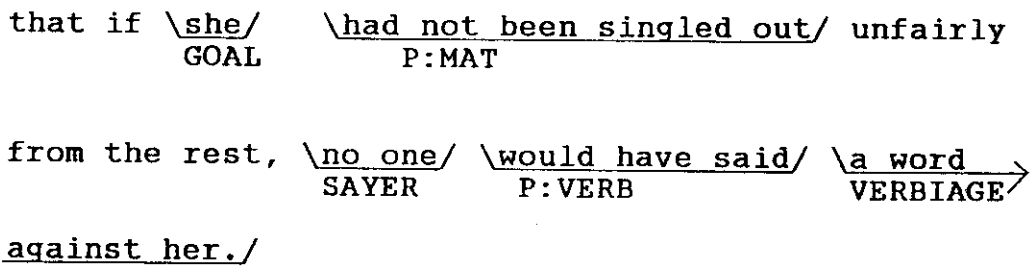 that if \she/ \had not been singled out/ unfairly
GOAL P:MAT
from the rest, \no one/ \would have said/ \a word
SAYER P:VERB VERBIAGE
against her./